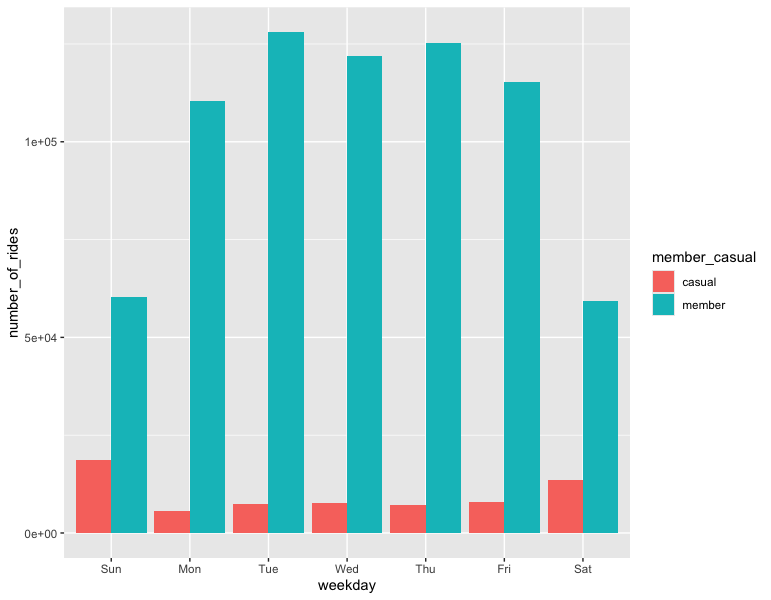 number_of_rides
1e+05
5e+04
0e+00
Sun Mon Tue Wed Thu Fri Sat
weekday
member_casual
casual
member